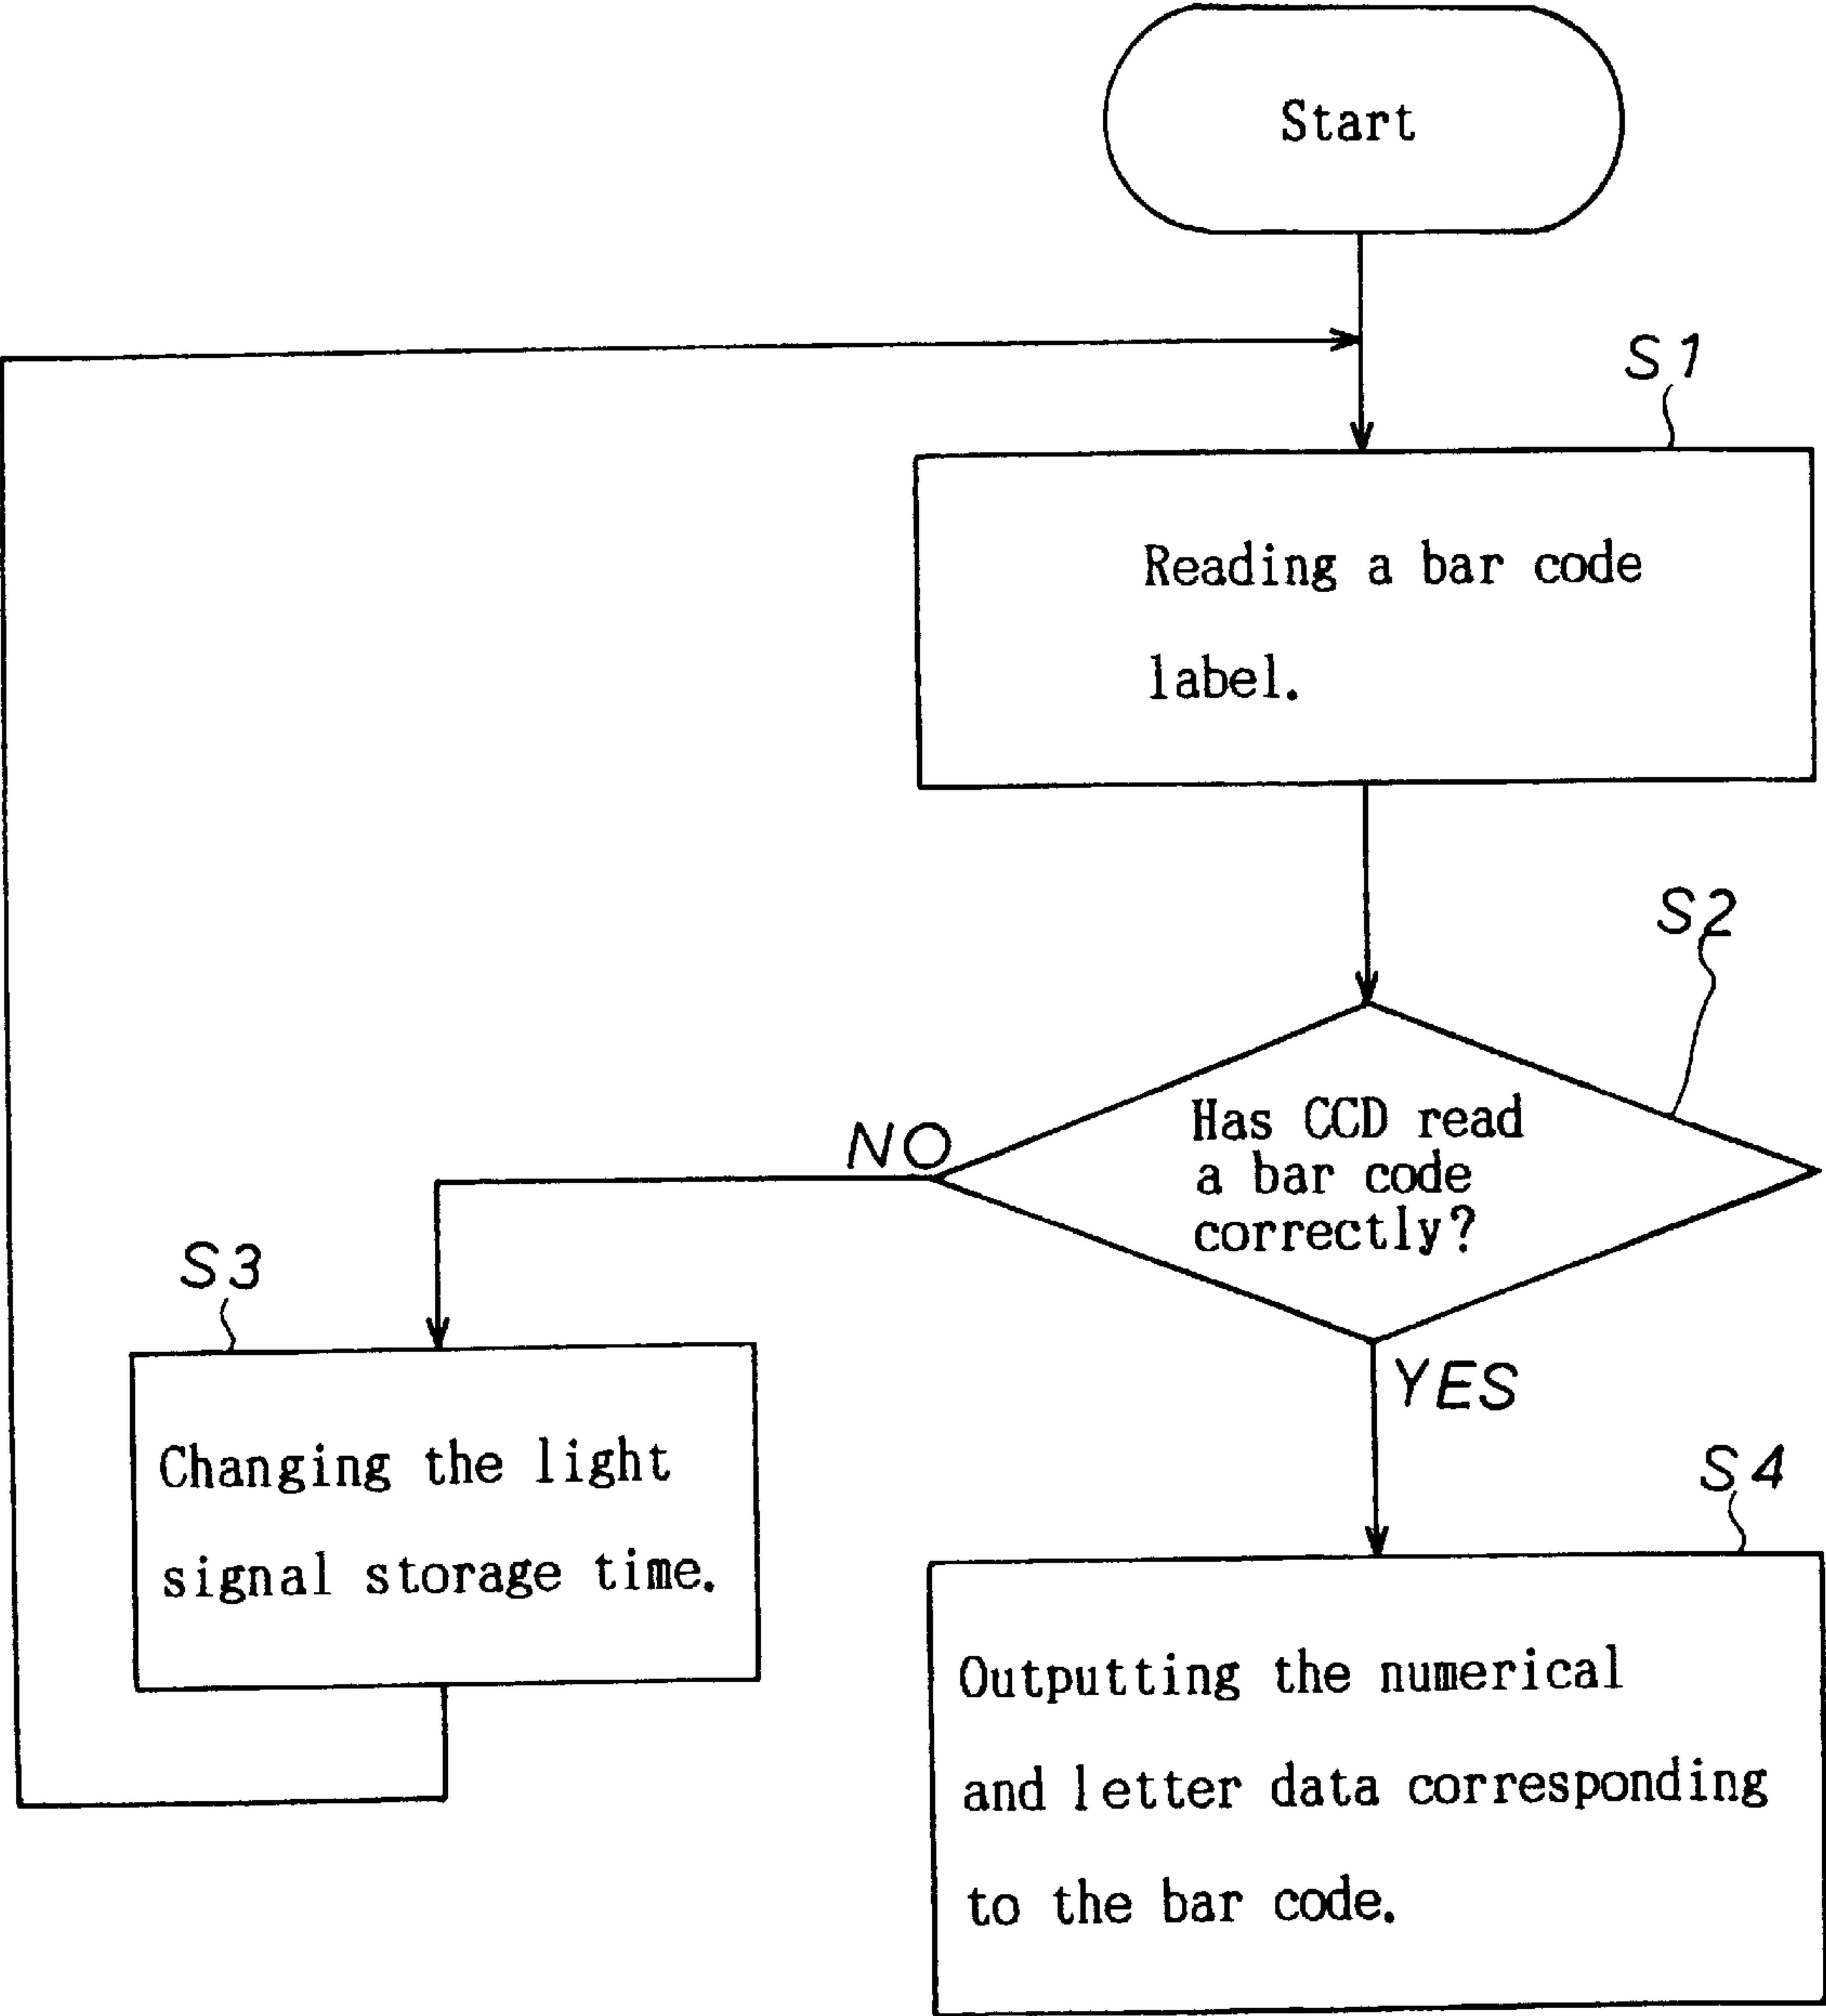 Start
S1
Reading a bar code
label.
S2
Has CCD read
a bar code
correctly?
NO
YES
S3
Changing the light
signal storage time.
S4
Outputting the numerical
and letter data corresponding
to the bar code.